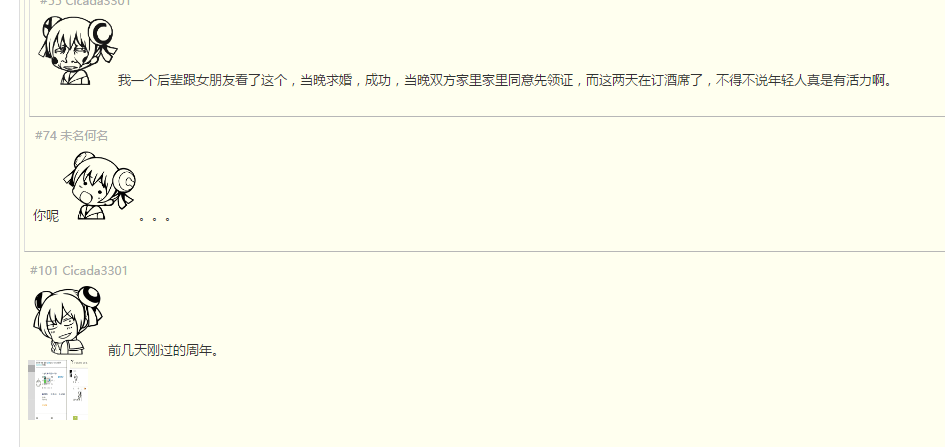 #55 Cicada3301
我一个后辈跟女朋友看了这个，当晚求婚，成功，当晚双方家里家里同意先领证，而这两天在订酒席了，不得不说年轻人真是有活力啊。
#74 未名何名
你呢 。。。
#101 Cicada3301
前几天刚过的周年。